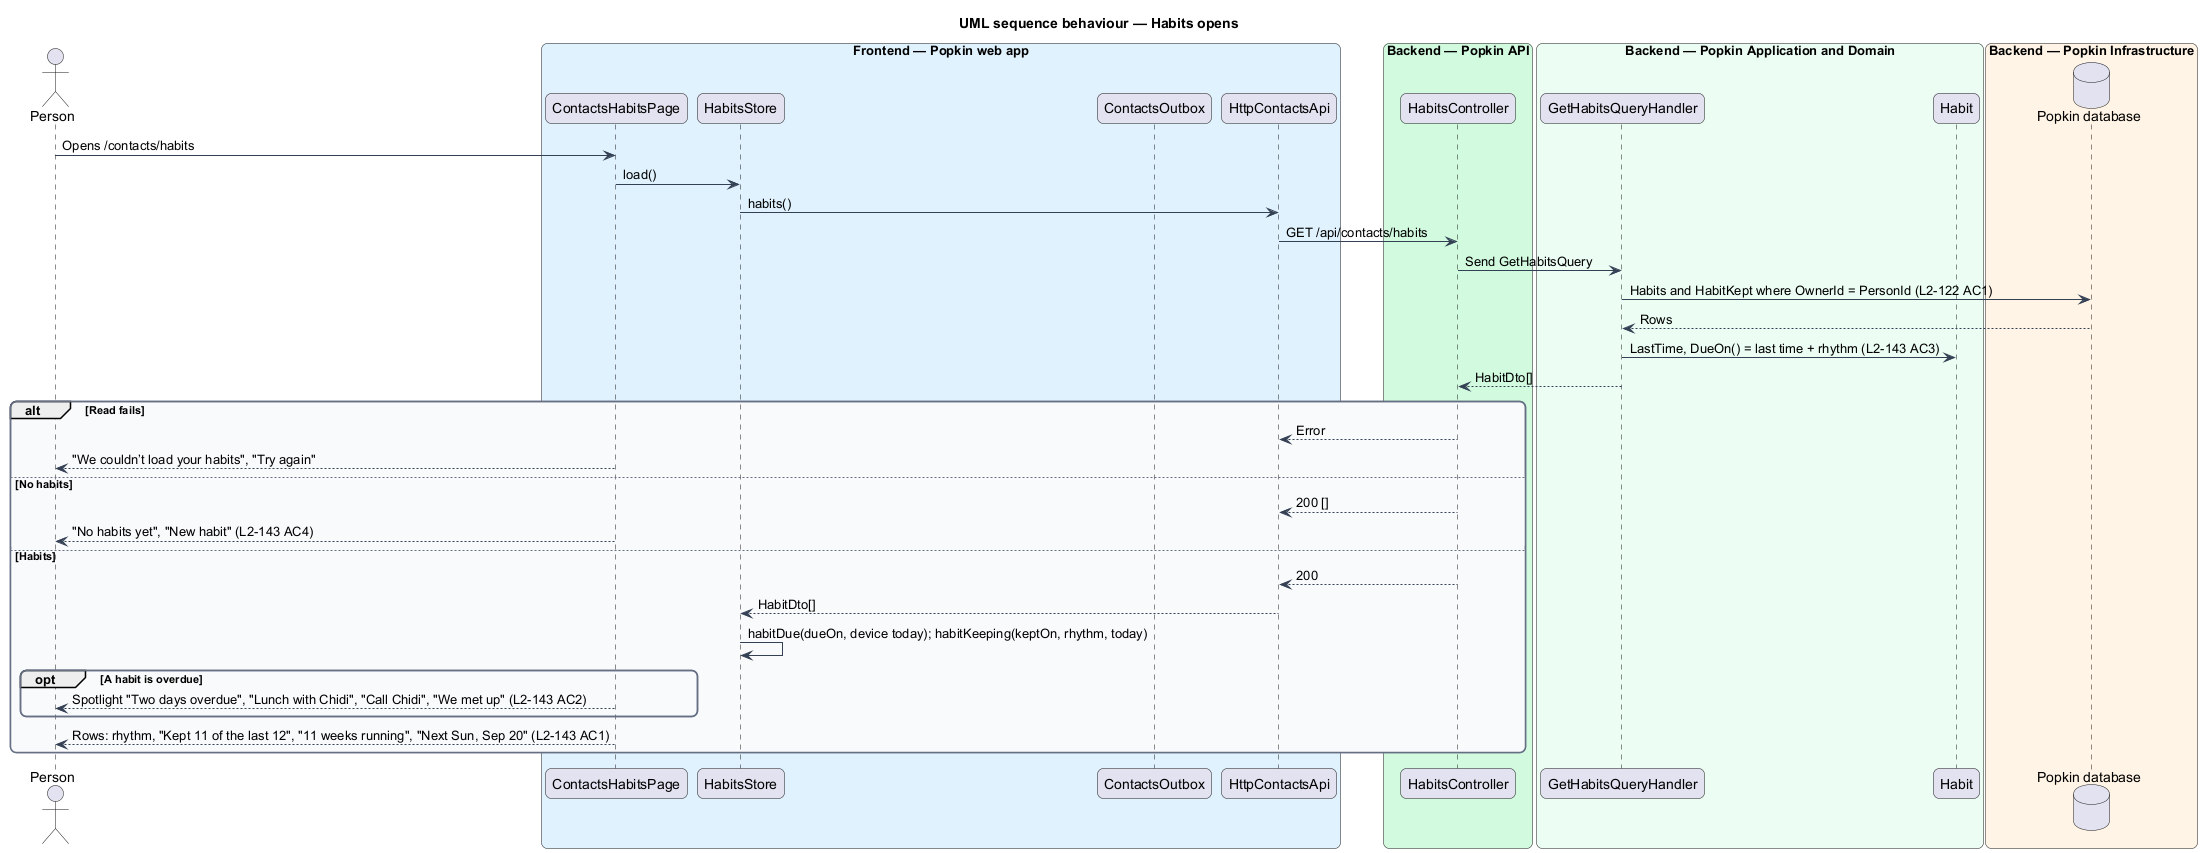 UML sequence behaviour — Habits opens
Frontend — Popkin web app
Backend — Popkin API
Backend — Popkin Application and Domain
Backend — Popkin Infrastructure
Person
ContactsHabitsPage
HabitsStore
ContactsOutbox
HttpContactsApi
HabitsController
GetHabitsQueryHandler
Habit
Popkin database
Opens /contacts/habits
load()
habits()
GET /api/contacts/habits
Send GetHabitsQuery
Habits and HabitKept where OwnerId = PersonId (L2-122 AC1)
Rows
LastTime, DueOn() = last time + rhythm (L2-143 AC3)
HabitDto[]
alt
[Read fails]
Error
"We couldn't load your habits", "Try again"
[No habits]
200 []
"No habits yet", "New habit" (L2-143 AC4)
[Habits]
200
HabitDto[]
habitDue(dueOn, device today); habitKeeping(keptOn, rhythm, today)
opt
[A habit is overdue]
Spotlight "Two days overdue", "Lunch with Chidi", "Call Chidi", "We met up" (L2-143 AC2)
Rows: rhythm, "Kept 11 of the last 12", "11 weeks running", "Next Sun, Sep 20" (L2-143 AC1)
Person
ContactsHabitsPage
HabitsStore
ContactsOutbox
HttpContactsApi
HabitsController
GetHabitsQueryHandler
Habit
Popkin database